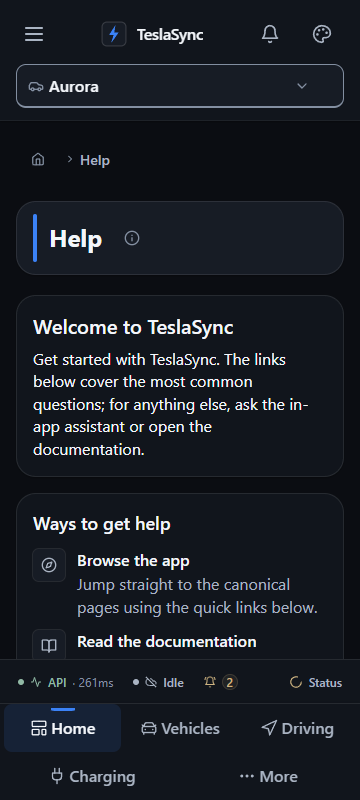 TeslaSync
Aurora
Help
Help
Welcome to TeslaSync
Get started with TeslaSync. The links
below cover the most common
questions; for anything else, ask the in-
app assistant or open the
documentation.
Ways to get help
Browse the app
Jump straight to the canonical
pages using the quick links below.
Read the documentation
API · 261ms Idle 2 Status
Home Vehicles Driving
Charging More